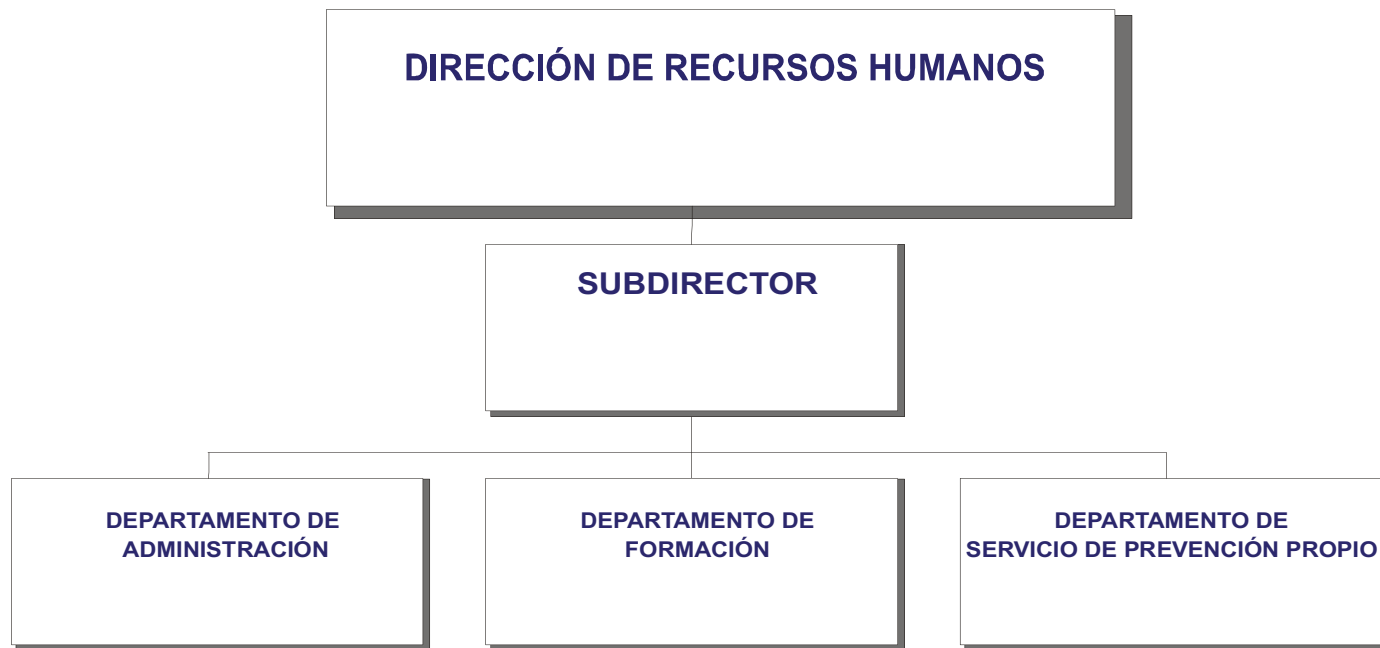 DIRECCIÓN DE RECURSOS HUMANOS
SUBDIRECTOR
DEPARTAMENTO DE
ADMINISTRACIÓN
DEPARTAMENTO DE
FORMACIÓN
DEPARTAMENTO DE
SERVICIO DE PREVENCIÓN PROPIO